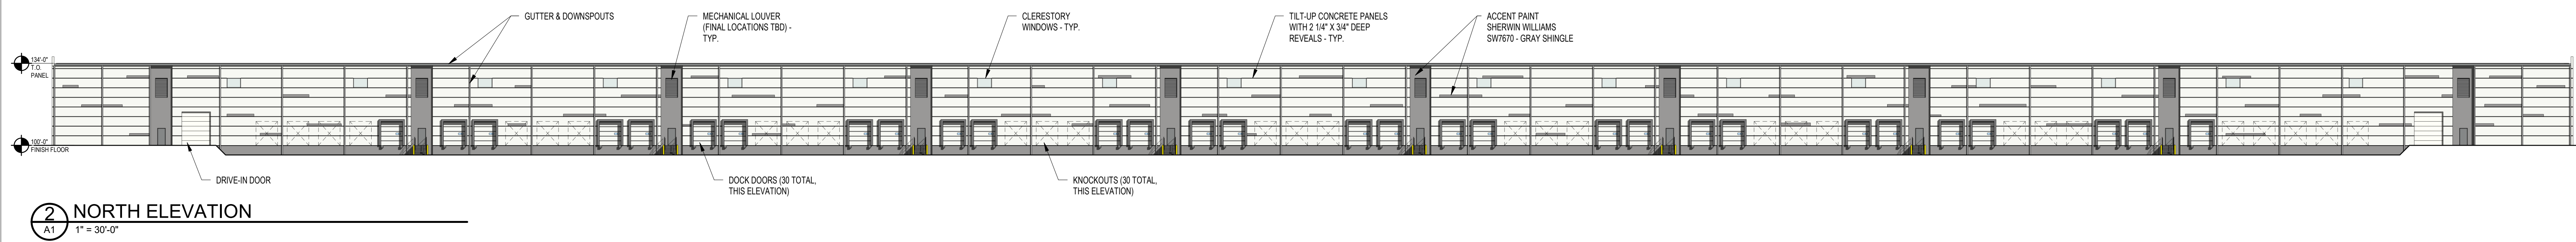 GUTTER & DOWNSPOUTS
MECHANICAL LOUVER
(FINAL LOCATIONS TBD) -
TYP.
CLERESTORY
WINDOWS - TYP.
TILT-UP CONCRETE PANELS
WITH 2 1/4" X 3/4" DEEP
REVEALS - TYP.
ACCENT PAINT
SHERWIN WILLIAMS
SW7670 - GRAY SHINGLE
134'-0"
T.O.
PANEL
100'-0"
FINISH FLOOR
DRIVE-IN DOOR
DOCK DOORS (30 TOTAL,
THIS ELEVATION)
KNOCKOUTS (30 TOTAL,
THIS ELEVATION)
2
A1
NORTH ELEVATION
1" = 30'-0"